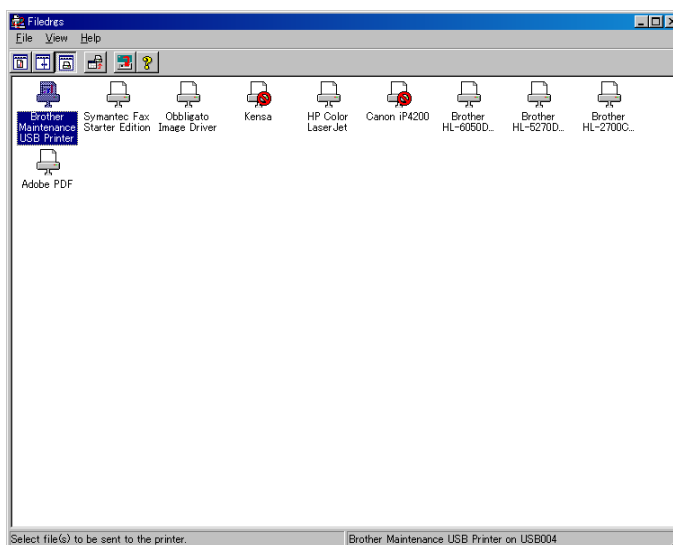 Filedrgs
File View Help
Brother Maintenance USB Printer
Symantec Fax Starter Edition
Obbligato Image Driver
Kensa
HP Color LaserJet
Canon iP4200
Brother HL-6050D...
Brother HL-5270D...
Brother HL-2700C...
Adobe PDF
Select file(s) to be sent to the printer.
Brother Maintenance USB Printer on USB004